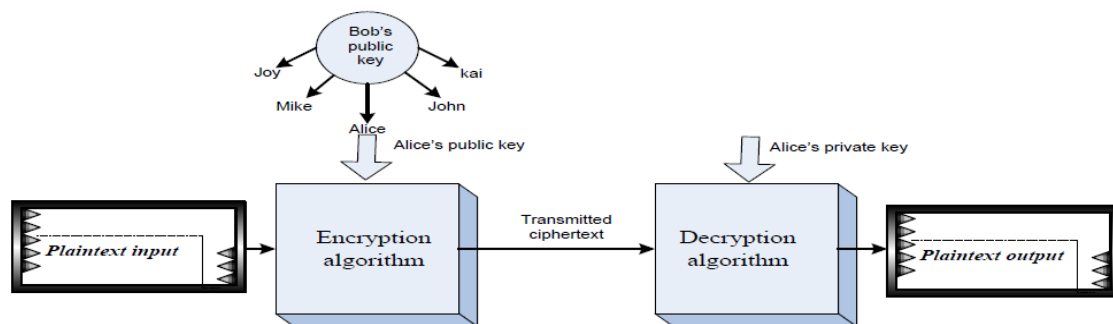 Bob's
public
key
Joy
kai
Mike
John
Alice
Alice's public key
Alice's private key
Plaintext input
Encryption
algorithm
Transmitted
ciphertext
Decryption
algorithm
Plaintext output